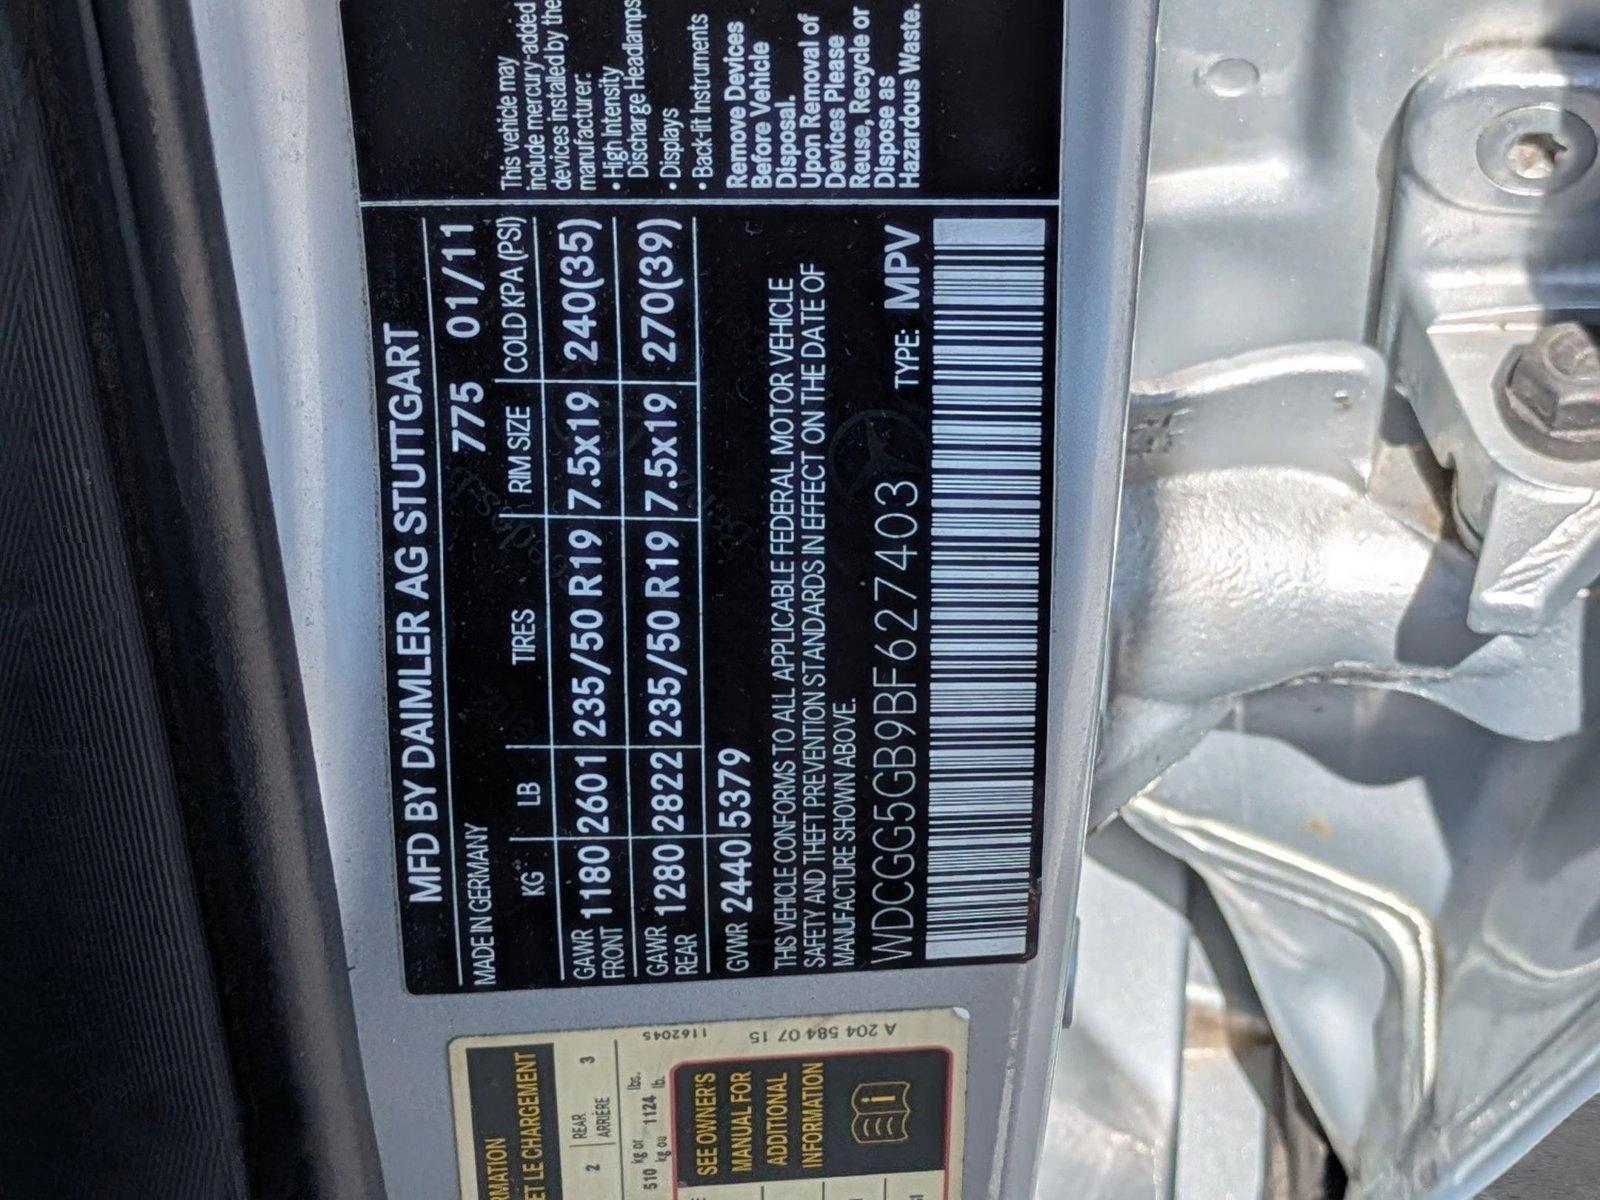 MFD BY DAIMLER AG STUTTGART
MADE IN GERMANY 775 01/11
KG LB TIRES RIM SIZE COLD KPA (PSI)
GAWR FRONT 1180 2601 235/50 R19 7.5x19 240(35)
GAWR REAR 1280 2822 235/50 R19 7.5x19 270(39)
GVWR 2440 5379
THIS VEHICLE CONFORMS TO ALL APPLICABLE FEDERAL MOTOR VEHICLE
SAFETY AND THEFT PREVENTION STANDARDS IN EFFECT ON THE DATE OF
MANUFACTURE SHOWN ABOVE.
TYPE: MPV
WDCGG5GB9BF627403
This vehicle may
include mercury-added
devices installed by the
manufacturer:
• High Intensity
Discharge Headlamps
• Displays
• Back-lit Instruments
Remove Devices
Before Vehicle
Disposal.
Upon Removal of
Devices Please
Reuse, Recycle or
Dispose as
Hazardous Waste.
ET LE CHARGEMENT
2 REAR 3
ARRIÈRE
510 kg or 1124 lbs.
kg ou lb.
SEE OWNER'S
MANUAL FOR
ADDITIONAL
INFORMATION
1162045
A 204 584 07 15